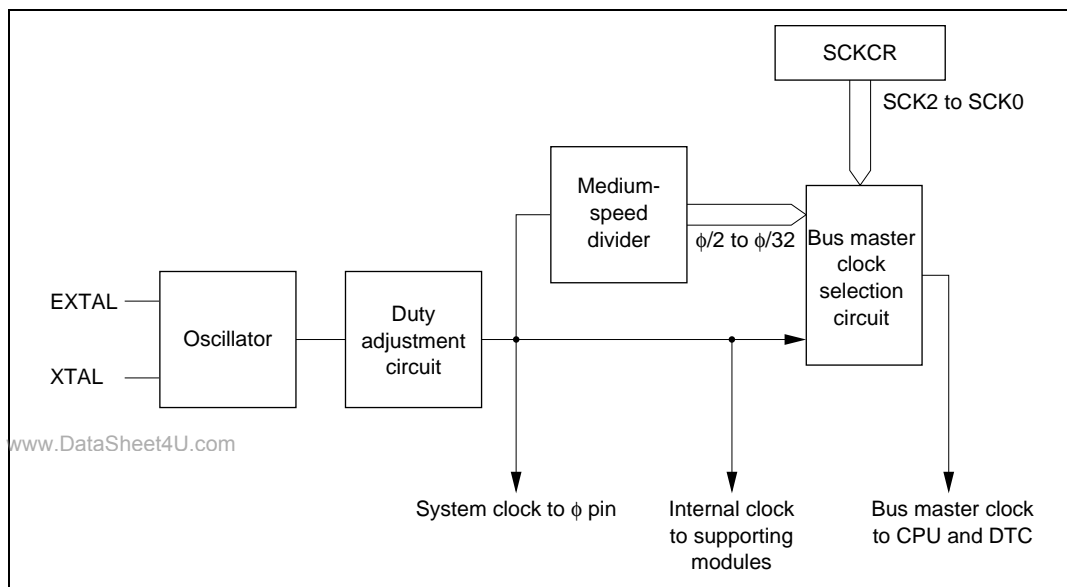 SCKCR
SCK2 to SCK0
Medium-
speed
divider
ϕ/2 to ϕ/32
Bus master
clock
selection
circuit
EXTAL
XTAL
Oscillator
Duty
adjustment
circuit
www.DataSheet4U.com
System clock to ϕ pin
Internal clock
to supporting
modules
Bus master clock
to CPU and DTC